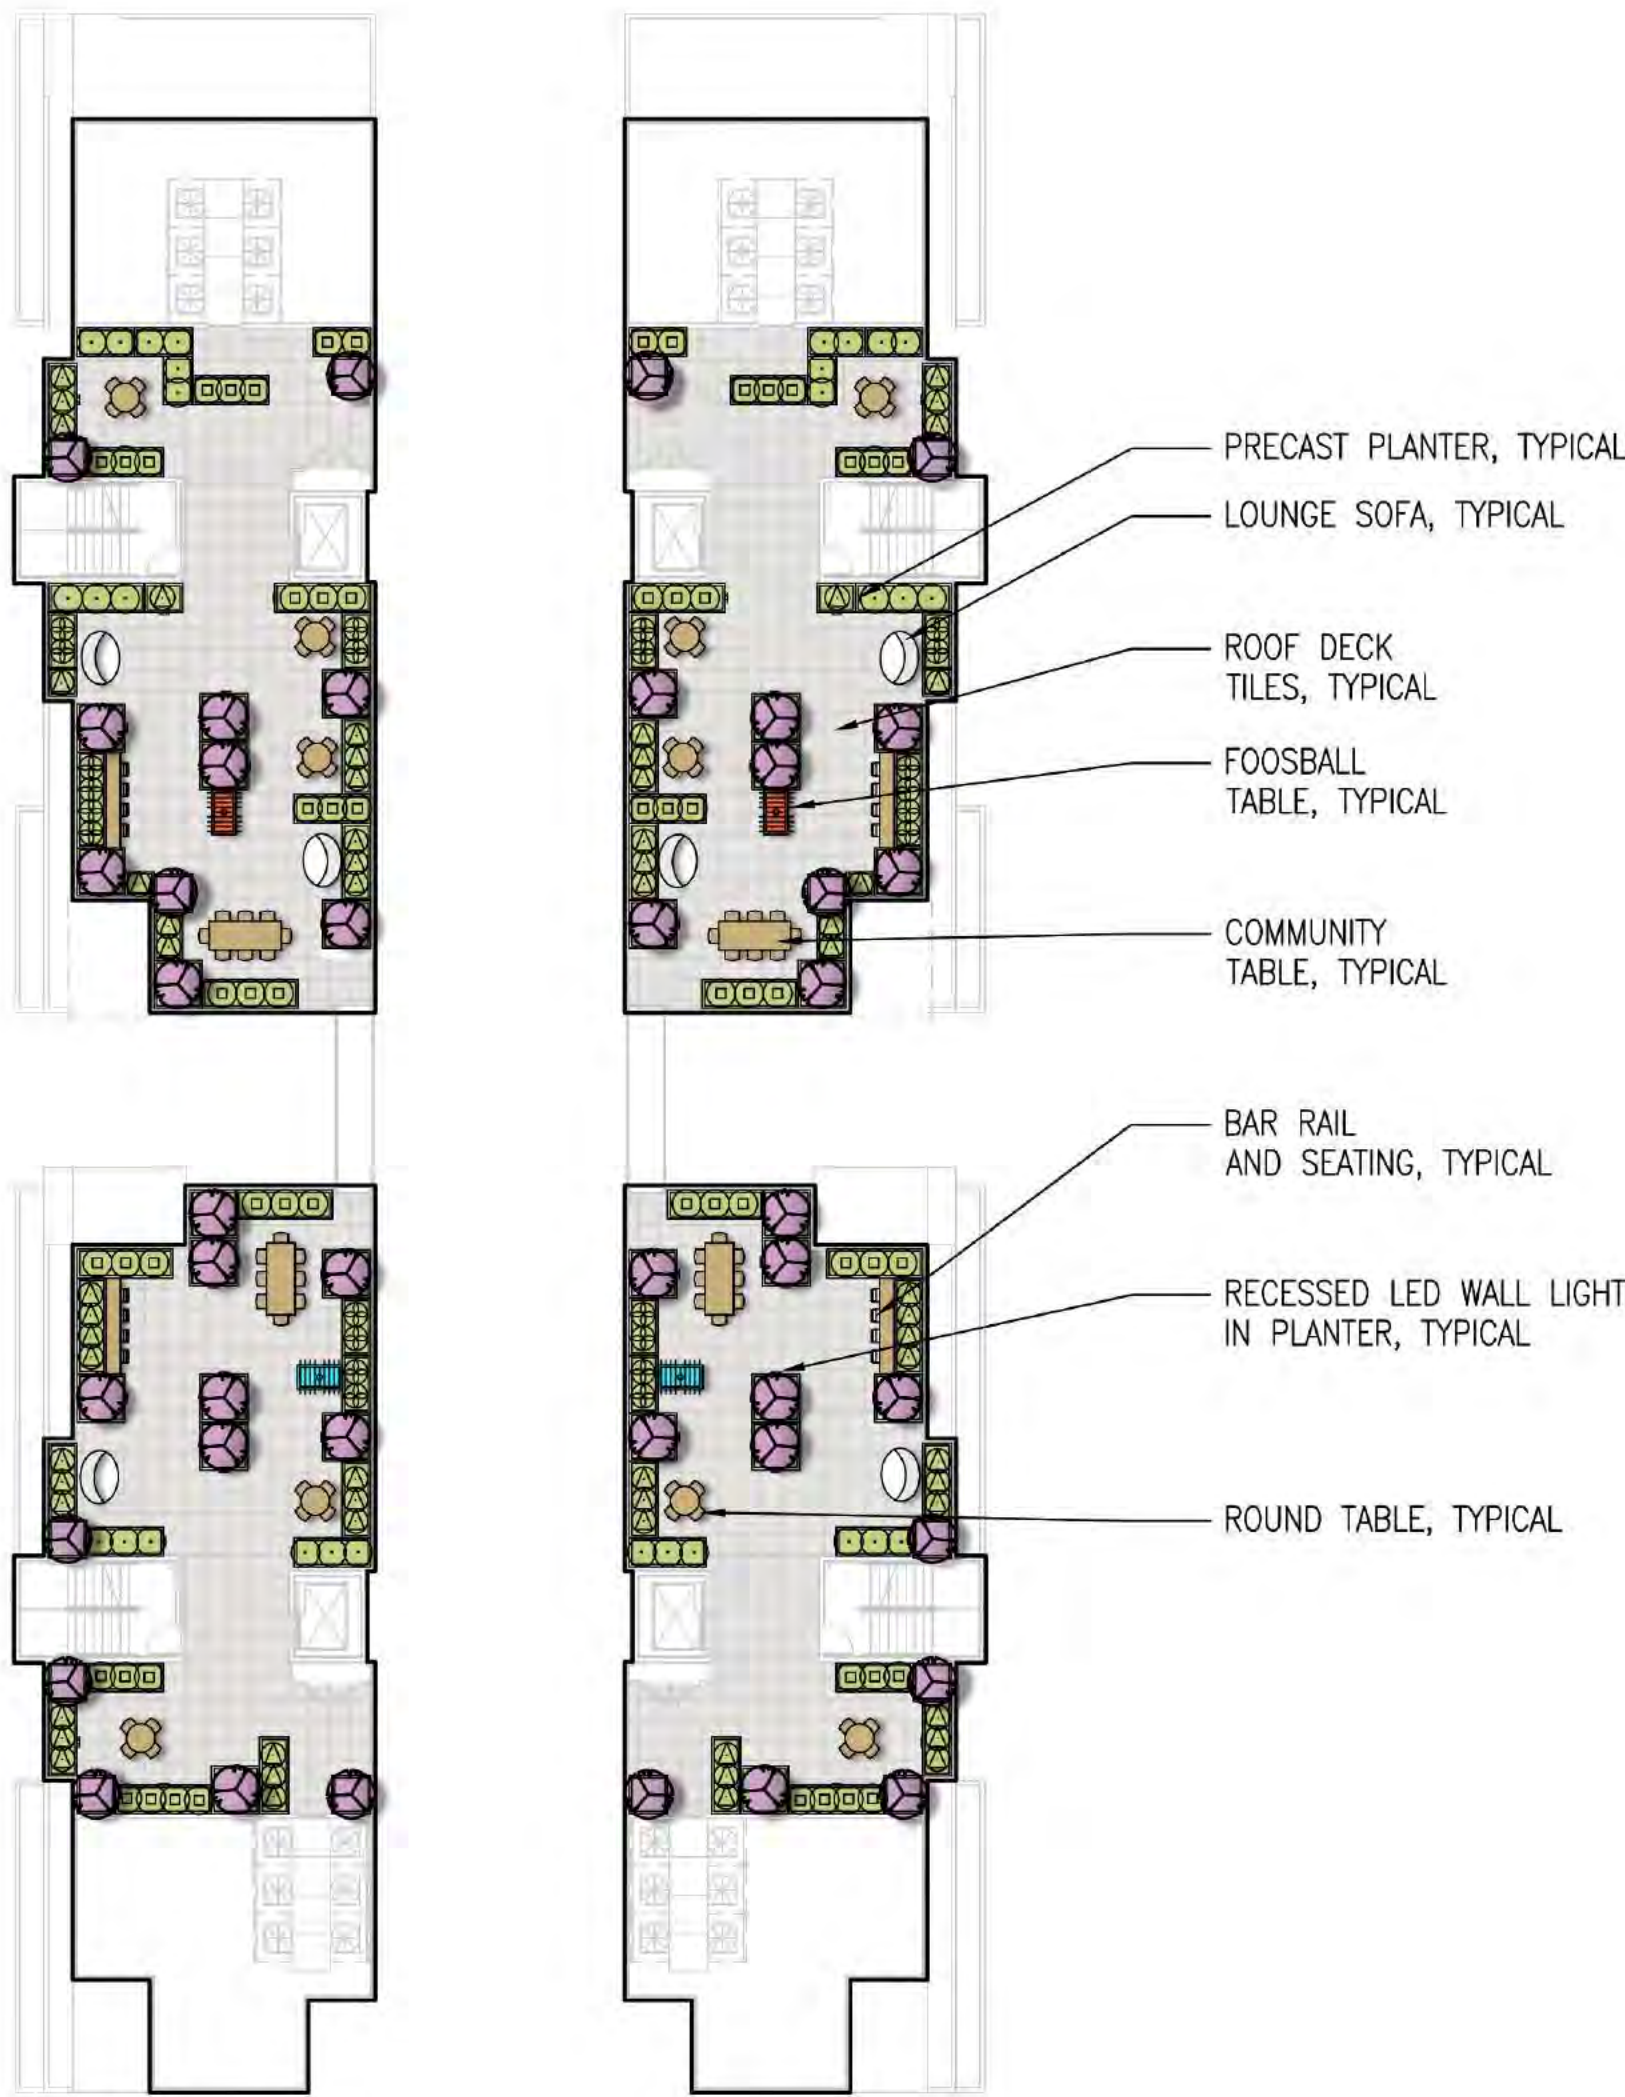 PRECAST PLANTER, TYPICAL
LOUNGE SOFA, TYPICAL
ROOF DECK
TILES, TYPICAL
FOOSBALL
TABLE, TYPICAL
COMMUNITY
TABLE, TYPICAL
BAR RAIL
AND SEATING, TYPICAL
RECESSED LED WALL LIGHT
IN PLANTER, TYPICAL
ROUND TABLE, TYPICAL